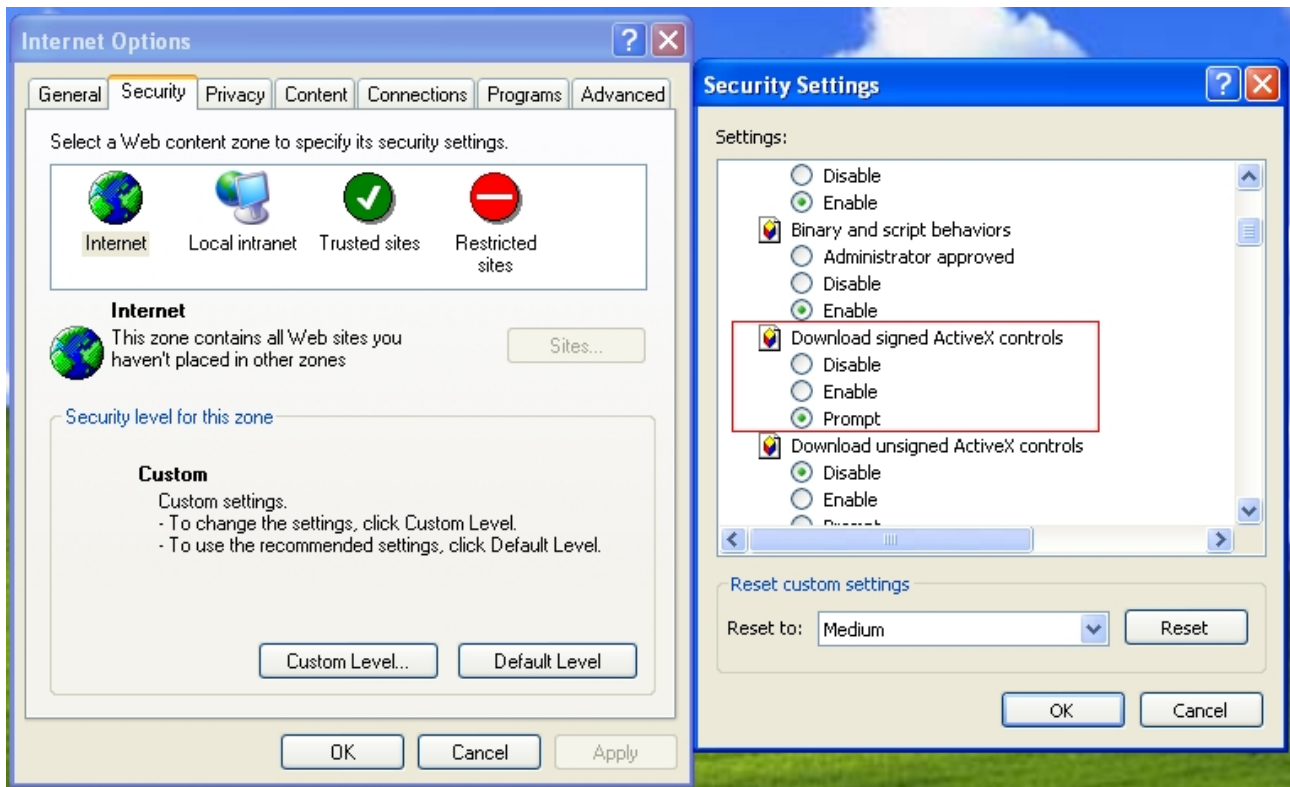 Internet Options
General Security Privacy Content Connections Programs Advanced
Select a Web content zone to specify its security settings.
Internet Local intranet Trusted sites Restricted
sites
Internet
This zone contains all Web sites you
haven't placed in other zones
Sites...
Security level for this zone
Custom
Custom settings.
- To change the settings, click Custom Level.
- To use the recommended settings, click Default Level.
Custom Level... Default Level
OK Cancel Apply
Security Settings
Settings:
Disable
Enable
Binary and script behaviors
Administrator approved
Disable
Enable
Download signed ActiveX controls
Disable
Enable
Prompt
Download unsigned ActiveX controls
Disable
Enable
Reset custom settings
Reset to: Medium Reset
OK Cancel